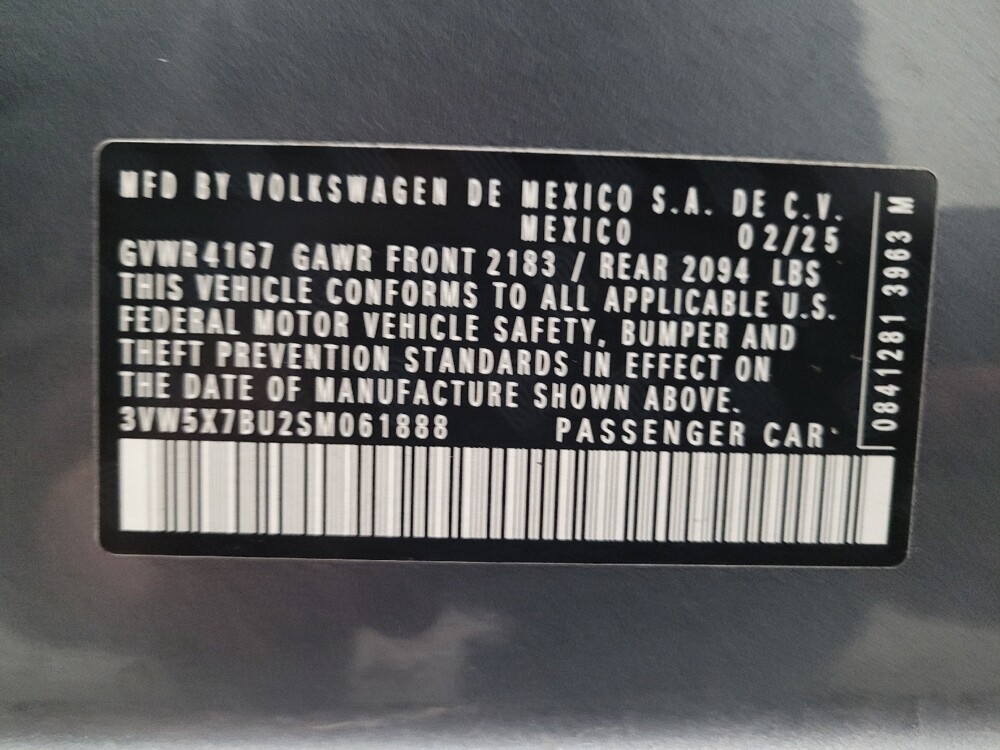 MFD BY VOLKSWAGEN DE MEXICO S.A. DE C.V.
MEXICO 02/25
GVWR 4167 GAWR FRONT 2183 / REAR 2094 LBS
THIS VEHICLE CONFORMS TO ALL APPLICABLE U.S.
FEDERAL MOTOR VEHICLE SAFETY, BUMPER AND
THEFT PREVENTION STANDARDS IN EFFECT ON
THE DATE OF MANUFACTURE SHOWN ABOVE.
3VW5X7BU2SM061888 PASSENGER CAR
0841281 3963 M